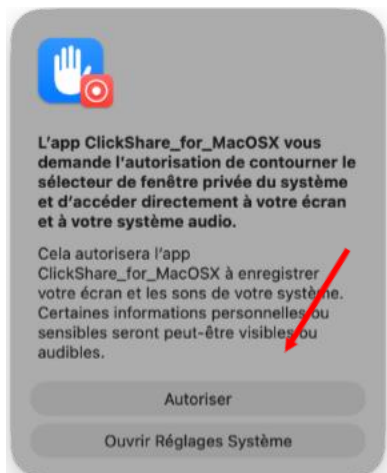 L'app ClickShare_for_MacOSX vous
demande l'autorisation de contourner le
sélecteur de fenêtre privée du système
et d'accéder directement à votre écran
et à votre système audio.
Cela autorisera l'app
ClickShare_for_MacOSX à enregistrer
votre écran et les sons de votre système.
Certaines informations personnelles ou
sensibles seront peut-être visibles ou
audibles.
Autoriser
Ouvrir Réglages Système